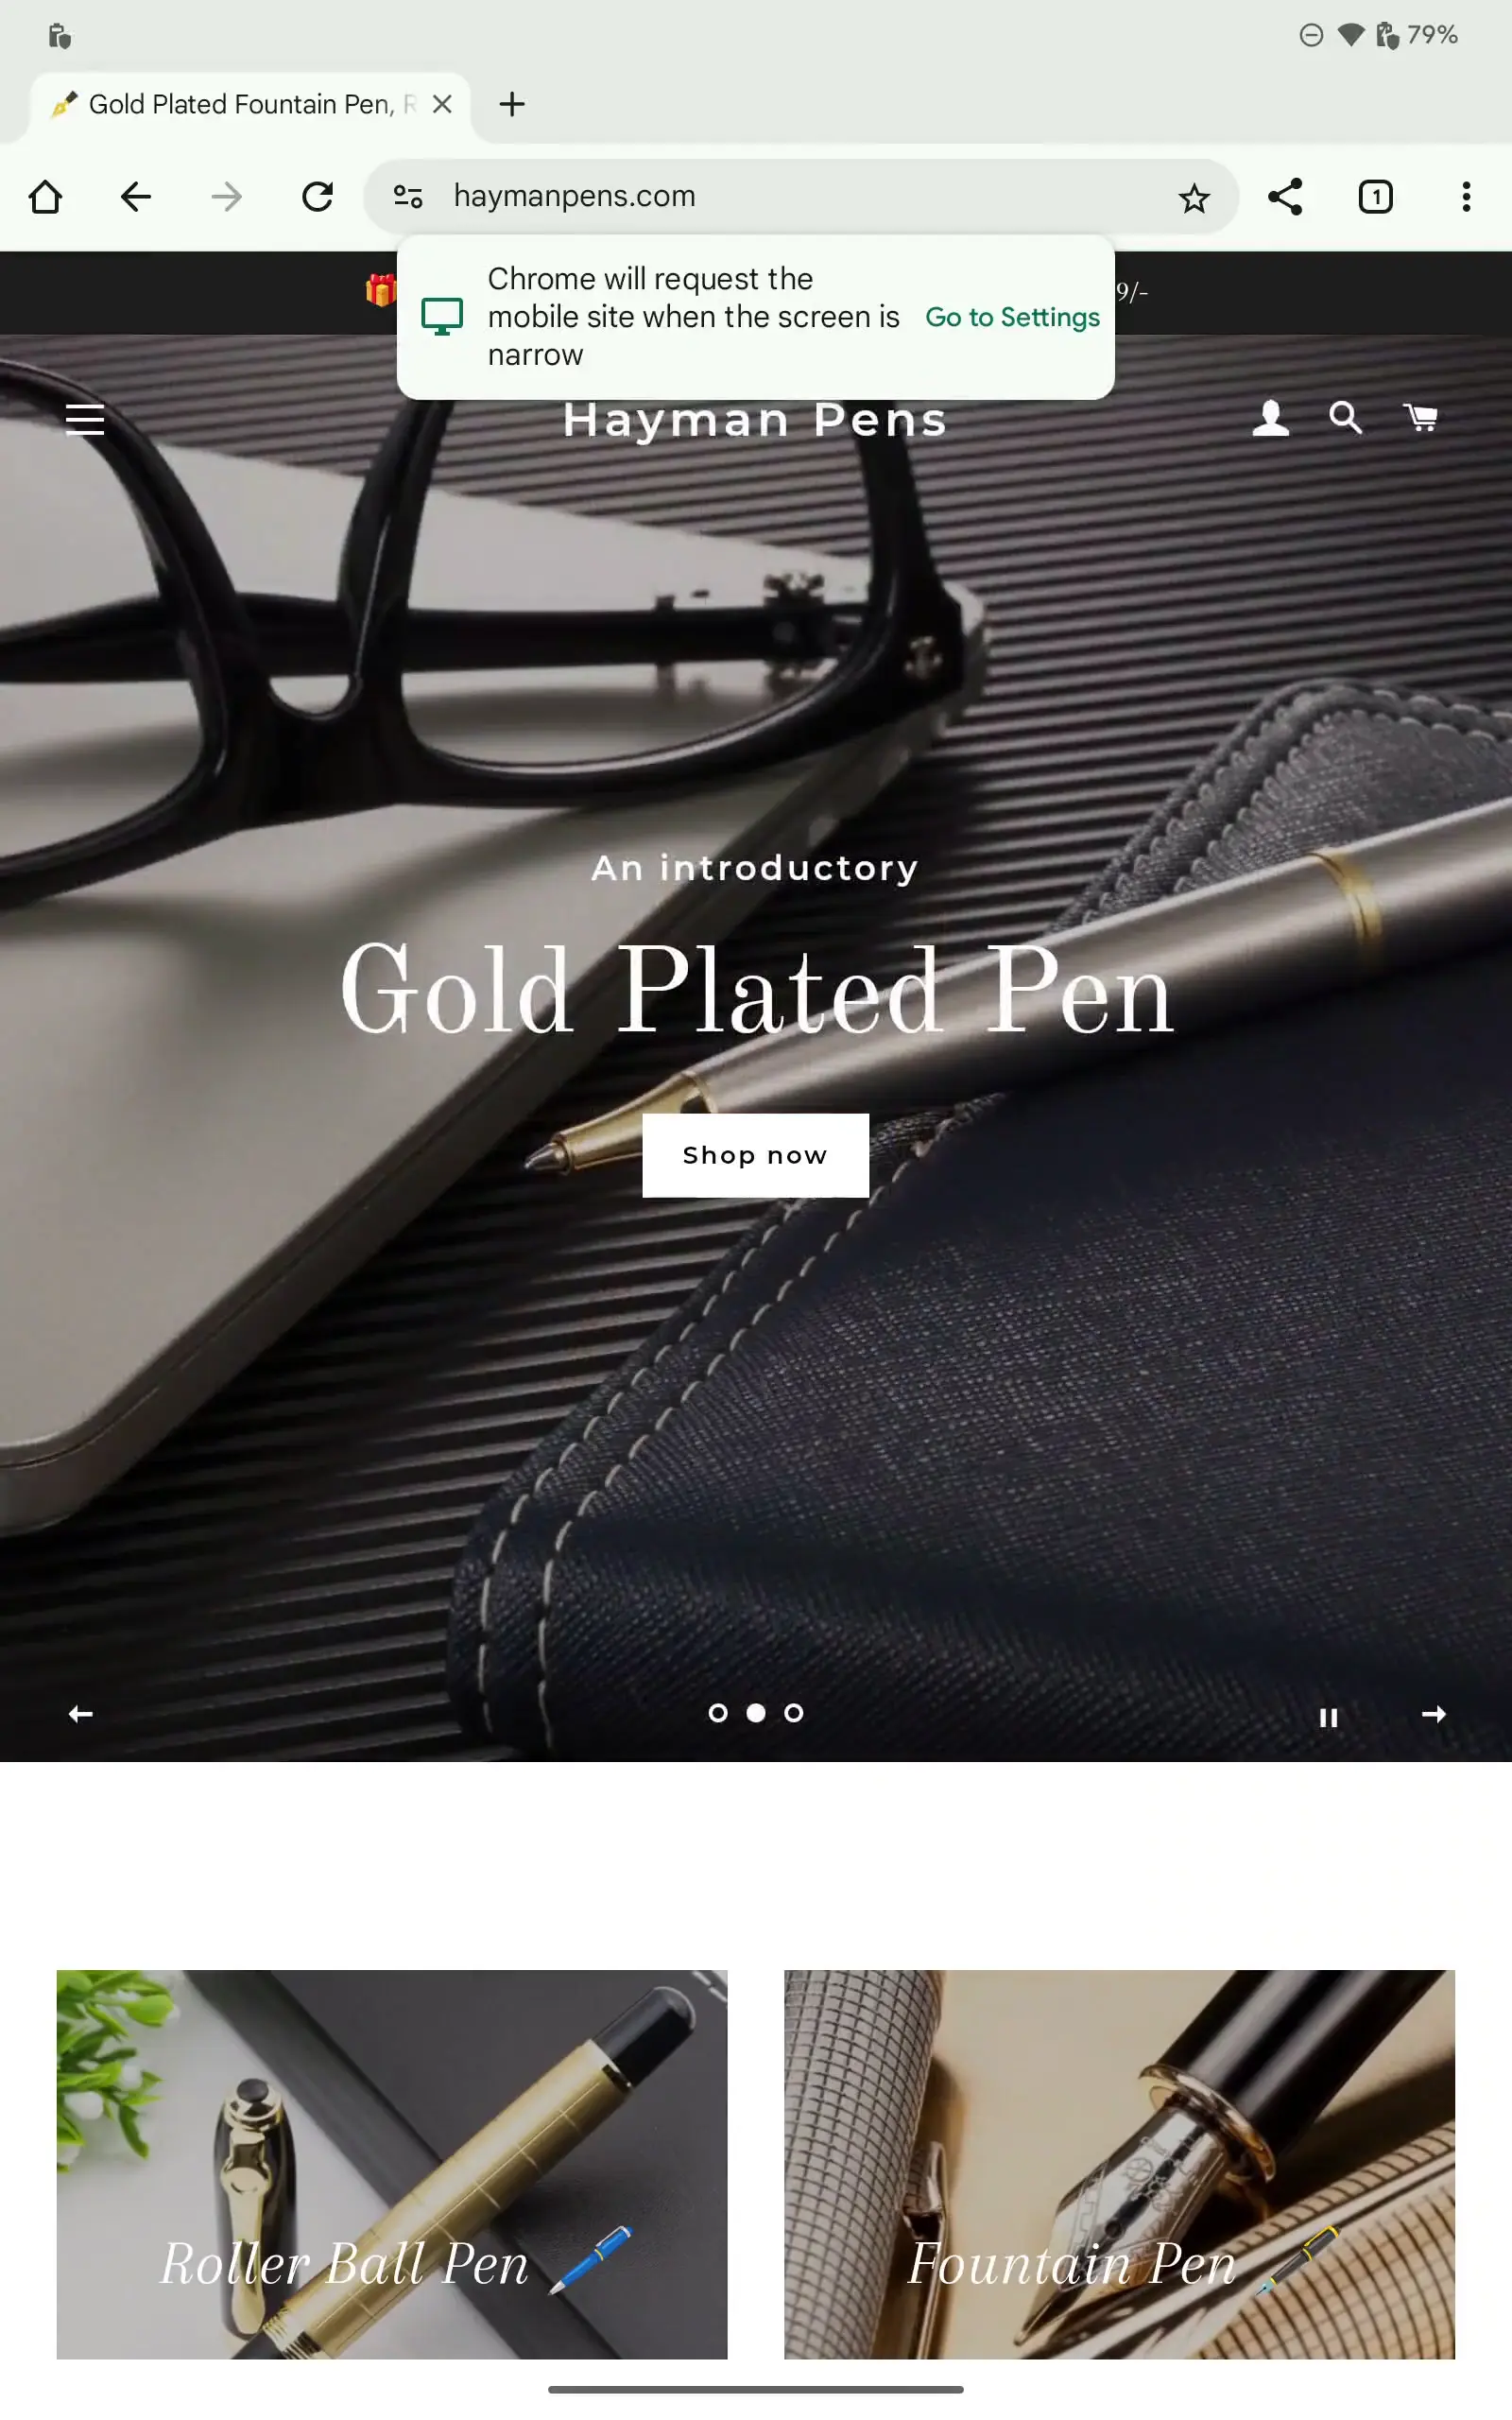 79%
Gold Plated Fountain Pen,
haymanpens.com
1
Chrome will request the
mobile site when the screen is
narrow
Go to Settings
9/-
Hayman Pens
An introductory
Gold Plated Pen
Shop now
Roller Ball Pen
Fountain Pen